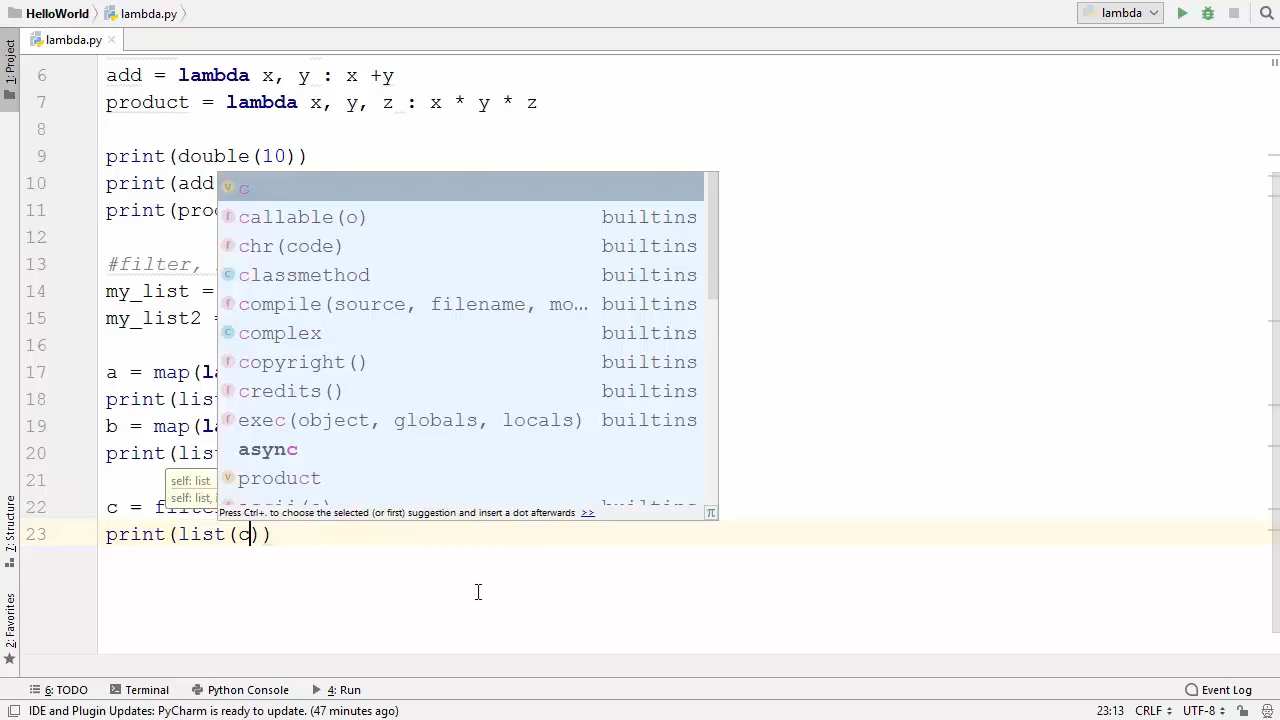 HelloWorld lambda.py lambda
lambda.py
1: Project
6 add = lambda x, y : x +y
7 product = lambda x, y, z : x * y * z
8
9 print(double(10))
10 print(add
11 print(pro
12
13 #filter,
14 my_list =
15 my_list2
16
17 a = map(l
18 print(lis
19 b = map(l
20 print(list
21
22 c = filte
23 print(list(c))
c
callable(o) builtins
chr(code) builtins
classmethod builtins
compile(source, filename, mo… builtins
complex builtins
copyright() builtins
credits() builtins
exec(object, globals, locals) builtins
async
product
Press Ctrl+. to choose the selected (or first) suggestion and insert a dot afterwards >> π
self: list
self: list,
7: Structure
2: Favorites
6: TODO Terminal Python Console 4: Run Event Log
IDE and Plugin Updates: PyCharm is ready to update. (47 minutes ago) 23:13 CRLF UTF-8